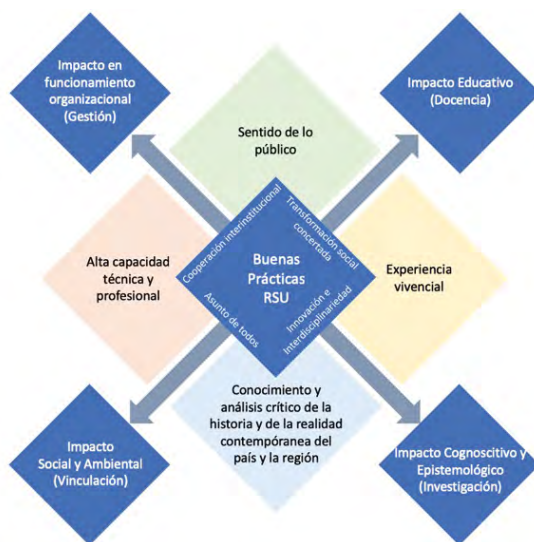 Impacto en
funcionamiento
organizacional
(Gestión)
Impacto Educativo
(Docencia)
Sentido de lo
público
Alta capacidad
técnica y
profesional
Cooperación interinstitucional
Transformación social
concertada
Buenas
Prácticas
RSU
Asunto de todos
Innovación e
Interdisciplinariedad
Experiencia
vivencial
Conocimiento y
análisis crítico de la
historia y de la realidad
contempóranea del
país y la región
Impacto
Social y Ambiental
(Vinculación)
Impacto Cognoscitivo y
Epistemológico
(Investigación)